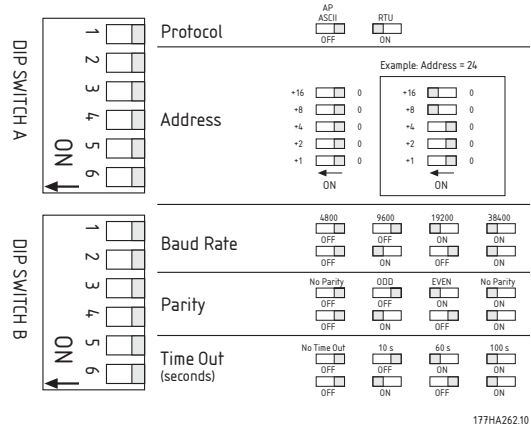 DIP SWITCH A
1
2
3
4
5
6
ON
Protocol
AP
ASCII
OFF
RTU
ON
Address
+16 0
+8 0
+4 0
+2 0
+1 0
ON
Example: Address = 24
+16 0
+8 0
+4 0
+2 0
+1 0
ON
DIP SWITCH B
1
2
3
4
5
6
ON
Baud Rate
4800 9600 19200 38400
OFF OFF ON ON
OFF ON OFF ON
Parity
No Parity ODD EVEN No Parity
OFF OFF ON ON
OFF ON OFF ON
Time Out
(seconds)
No Time Out 10 s 60 s 100 s
OFF OFF ON ON
OFF ON OFF ON
177HA262.10